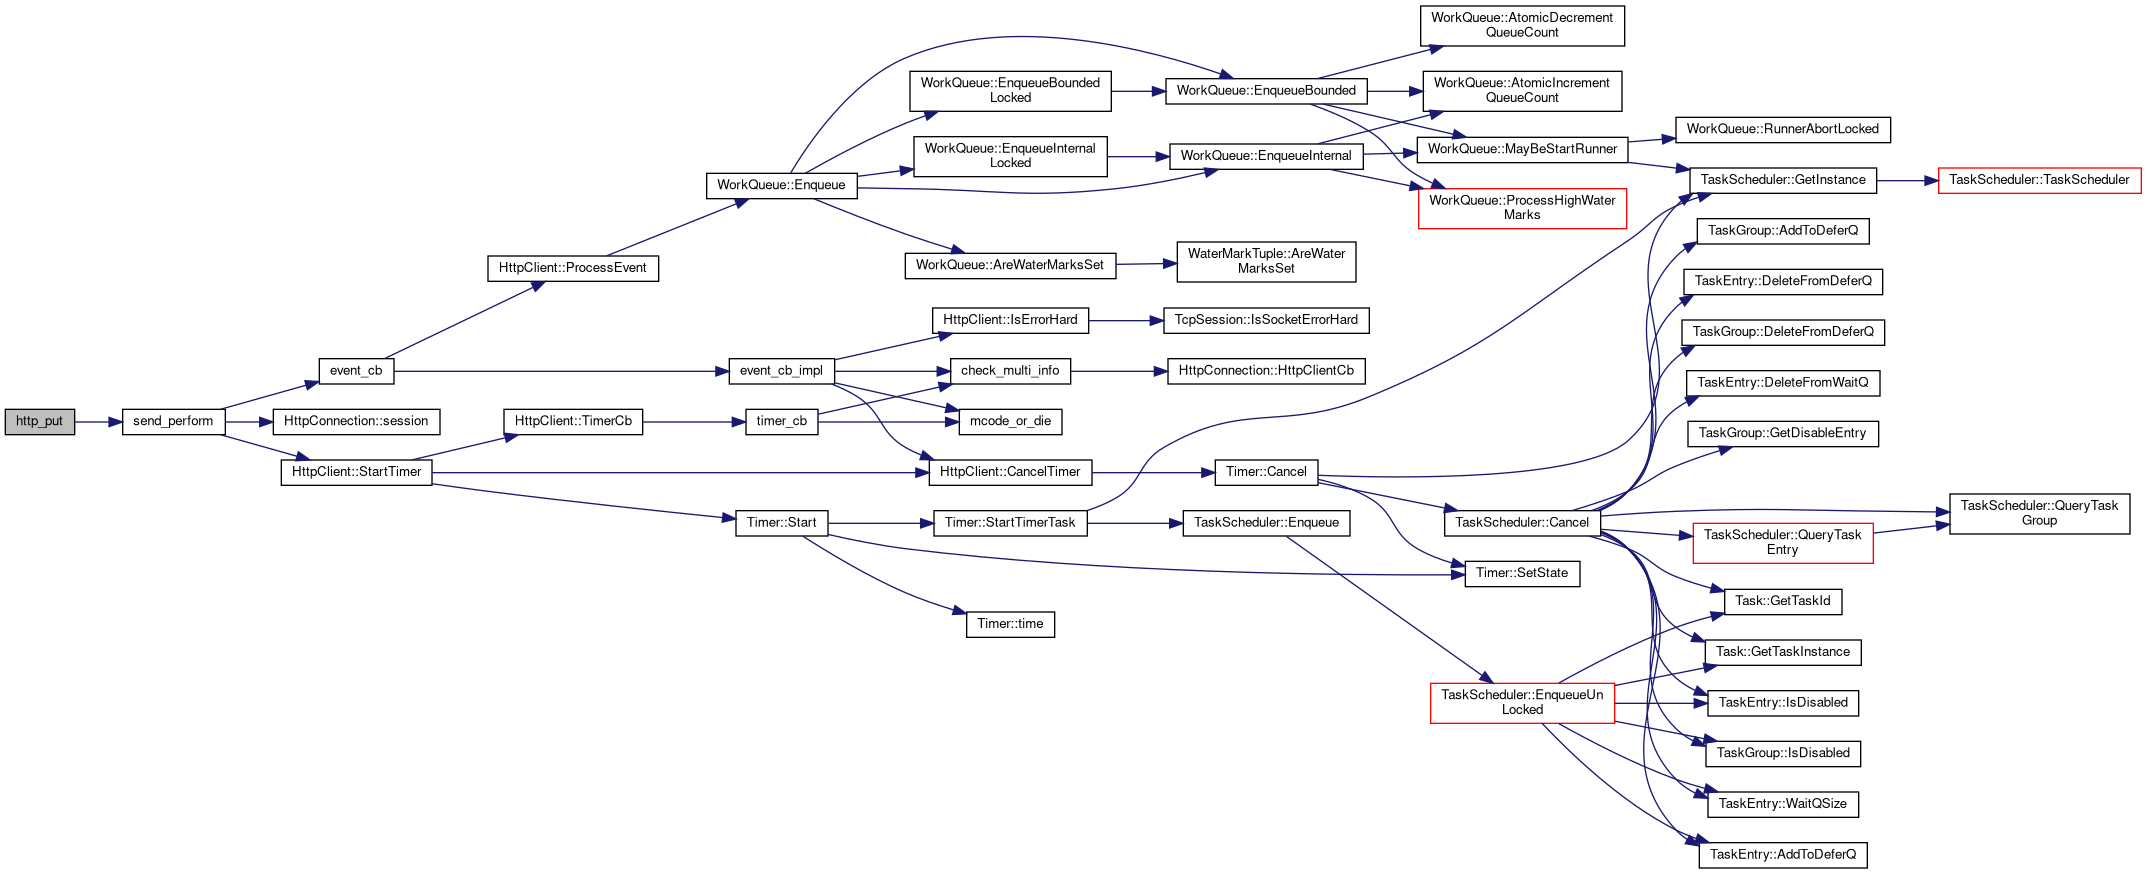 http_put
send_perform
event_cb
HttpConnection::session
HttpClient::StartTimer
HttpClient::ProcessEvent
HttpClient::TimerCb
WorkQueue::Enqueue
event_cb_impl
timer_cb
Timer::Start
WorkQueue::EnqueueBounded
Locked
WorkQueue::EnqueueInternal
Locked
WorkQueue::AreWaterMarksSet
HttpClient::IsErrorHard
check_multi_info
mcode_or_die
HttpClient::CancelTimer
Timer::StartTimerTask
Timer::time
WorkQueue::EnqueueBounded
WorkQueue::EnqueueInternal
WaterMarkTuple::AreWater
MarksSet
TcpSession::IsSocketErrorHard
HttpConnection::HttpClientCb
Timer::Cancel
TaskScheduler::Enqueue
WorkQueue::AtomicDecrement
QueueCount
WorkQueue::AtomicIncrement
QueueCount
WorkQueue::MayBeStartRunner
WorkQueue::ProcessHighWater
Marks
TaskScheduler::Cancel
Timer::SetState
TaskScheduler::EnqueueUn
Locked
WorkQueue::RunnerAbortLocked
TaskScheduler::GetInstance
TaskGroup::AddToDeferQ
TaskEntry::DeleteFromDeferQ
TaskGroup::DeleteFromDeferQ
TaskEntry::DeleteFromWaitQ
TaskGroup::GetDisableEntry
TaskScheduler::QueryTask
Entry
Task::GetTaskId
Task::GetTaskInstance
TaskEntry::IsDisabled
TaskGroup::IsDisabled
TaskEntry::WaitQSize
TaskEntry::AddToDeferQ
TaskScheduler::TaskScheduler
TaskScheduler::QueryTask
Group